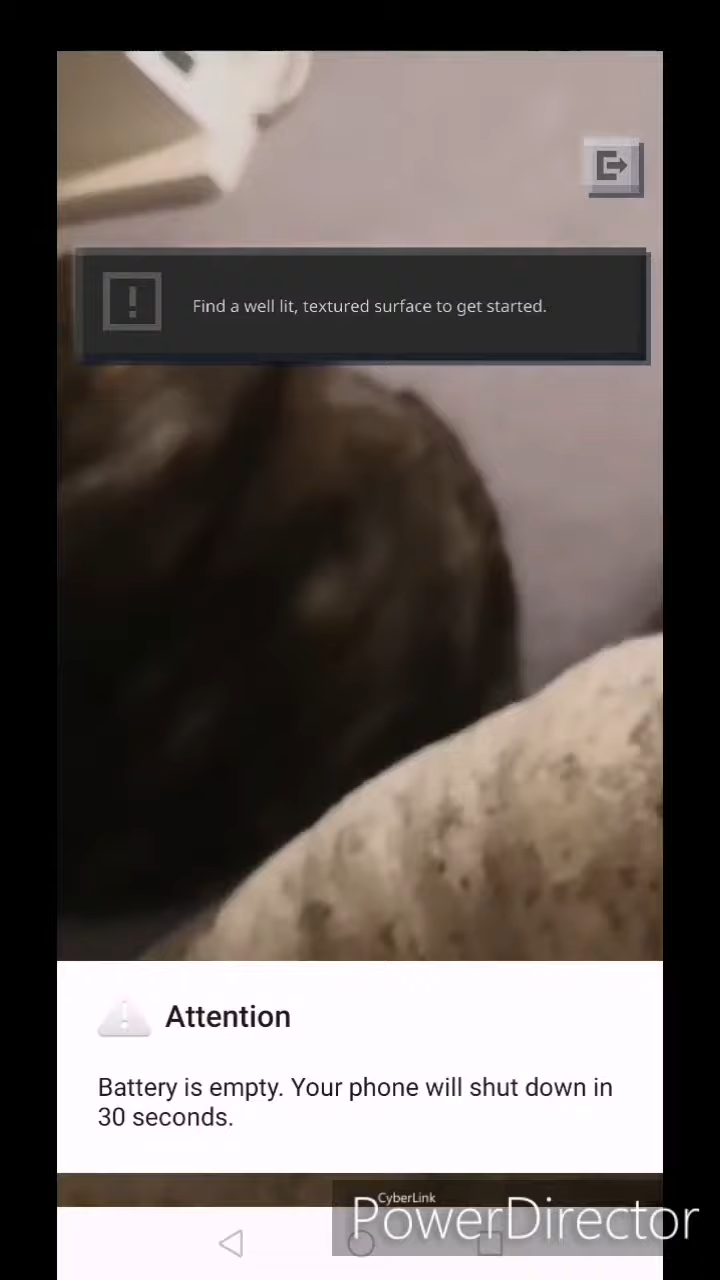 Find a well lit, textured surface to get started.
Attention
Battery is empty. Your phone will shut down in
30 seconds.
CyberLink
PowerDirector